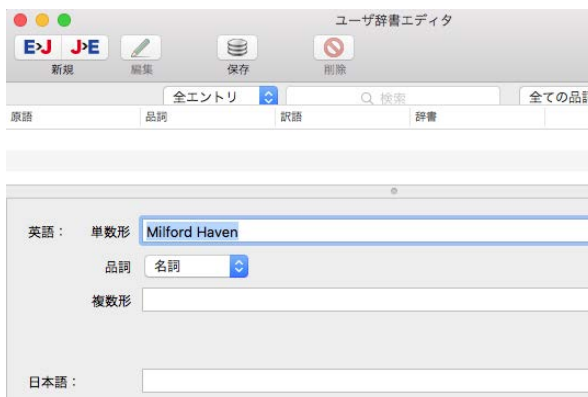 ユーザ辞書エディタ
E›J J›E
新規 編集 保存 削除
全エントリ 検索 全ての品詞
原語 品詞 訳語 辞書
英語： 単数形 Milford Haven
品詞 名詞
複数形
日本語：